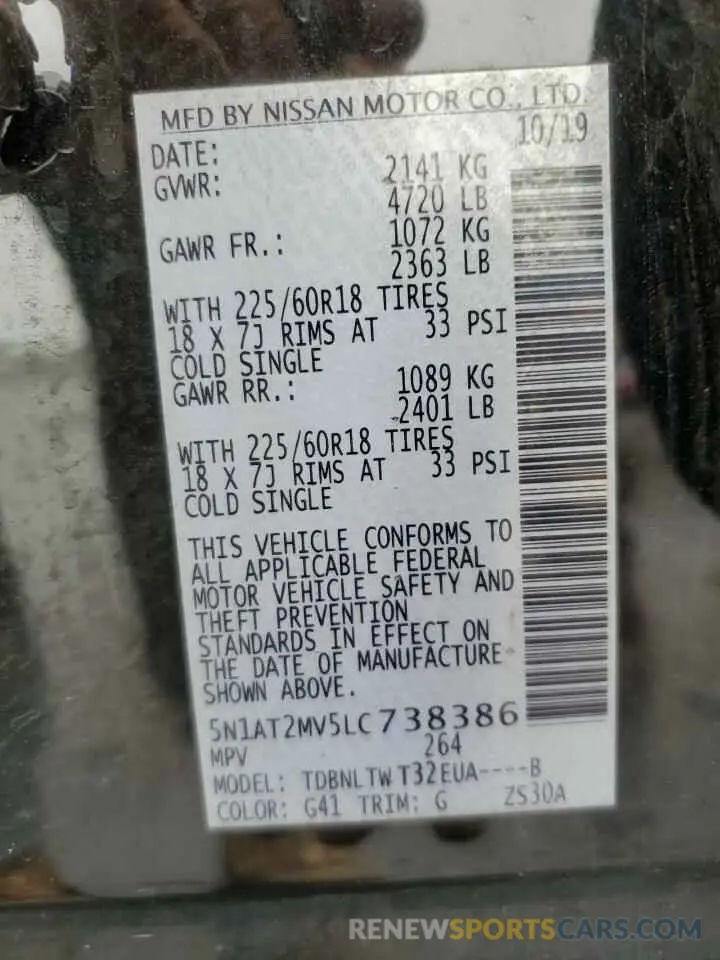 MFD BY NISSAN MOTOR CO., LTD.
DATE: 10/19
GVWR: 2141 KG
4720 LB
GAWR FR.: 1072 KG
2363 LB
WITH 225/60R18 TIRES
18 X 7J RIMS AT 33 PSI
COLD SINGLE
GAWR RR.: 1089 KG
2401 LB
WITH 225/60R18 TIRES
18 X 7J RIMS AT 33 PSI
COLD SINGLE
THIS VEHICLE CONFORMS TO
ALL APPLICABLE FEDERAL
MOTOR VEHICLE SAFETY AND
THEFT PREVENTION
STANDARDS IN EFFECT ON
THE DATE OF MANUFACTURE
SHOWN ABOVE.
5N1AT2MV5LC738386
MPV 264
MODEL: TDBNLTWT32EUA----B
COLOR: G41 TRIM: G ZS30A
RENEWSPORTSCARS.COM